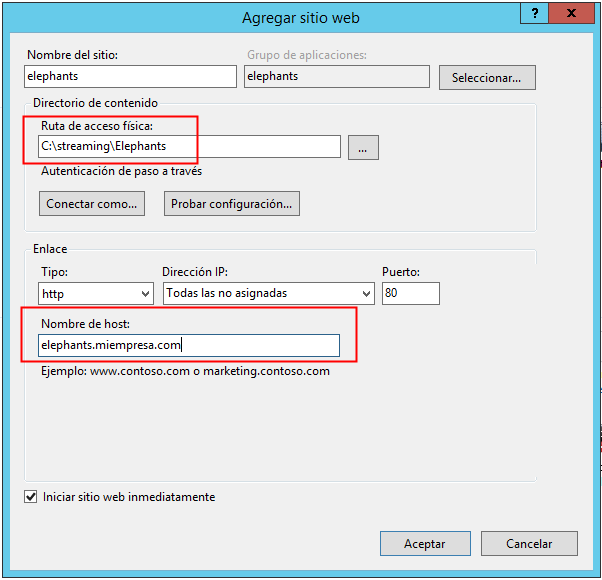 Agregar sitio web
? X
Nombre del sitio: Grupo de aplicaciones:
elephants elephants Seleccionar...
Directorio de contenido
Ruta de acceso física:
C:\streaming\Elephants ...
Autenticación de paso a través
Conectar como... Probar configuración...
Enlace
Tipo: Dirección IP: Puerto:
http Todas las no asignadas 80
Nombre de host:
elephants.miempresa.com
Ejemplo: www.contoso.com o marketing.contoso.com
Iniciar sitio web inmediatamente
Aceptar Cancelar